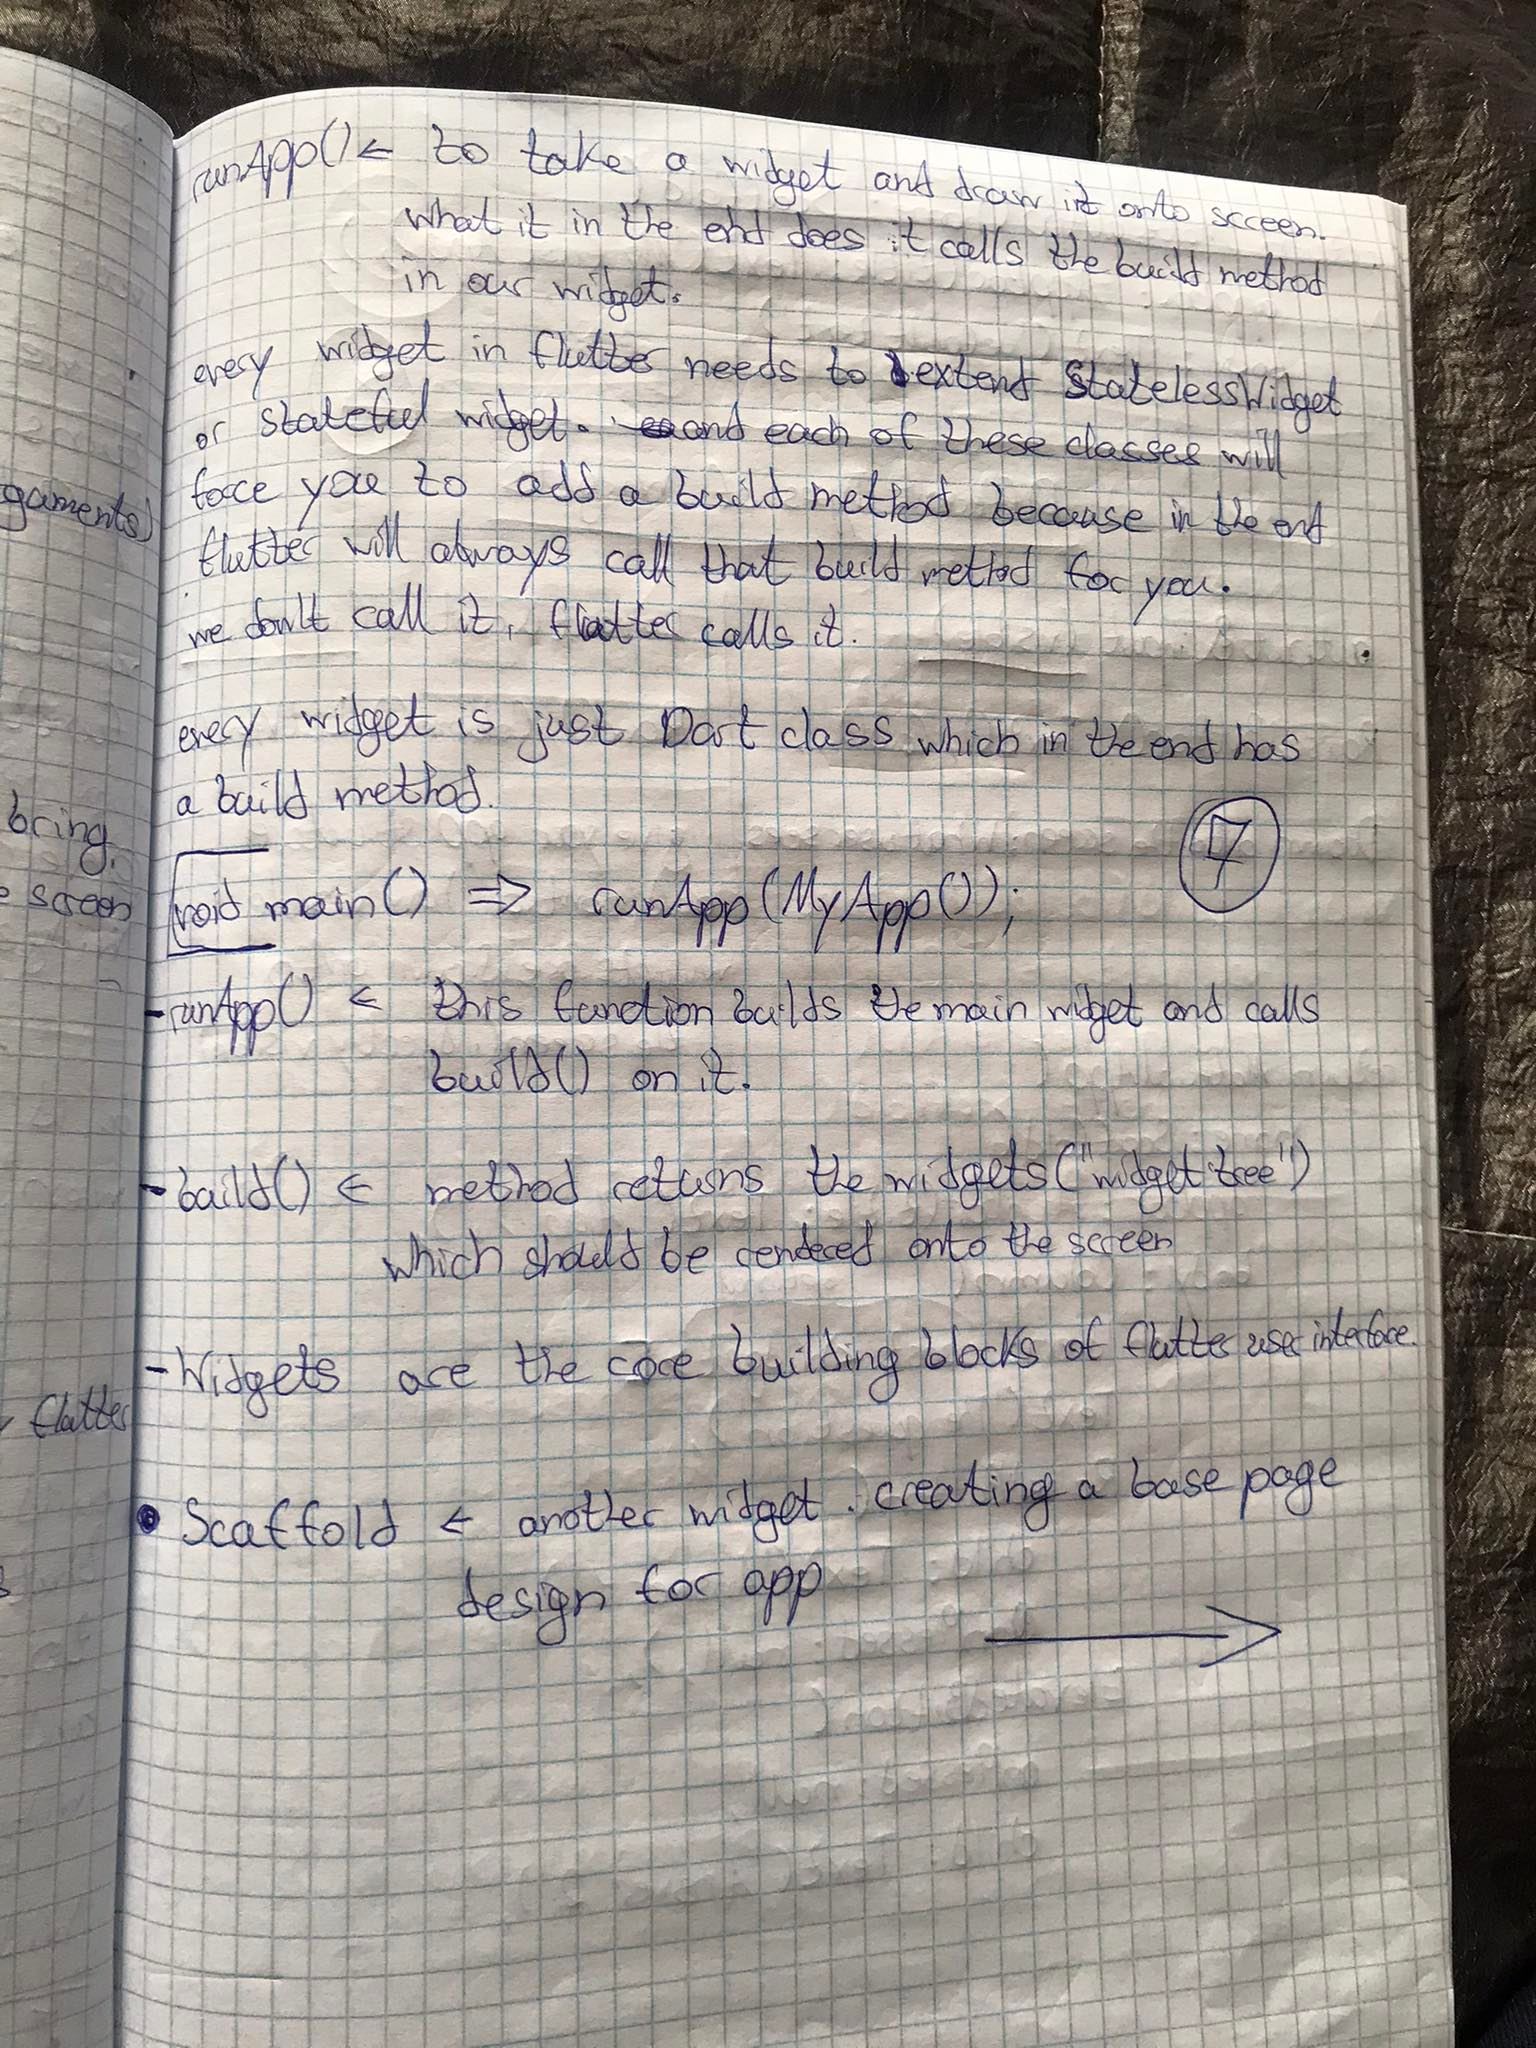 runApp() ← to take a widget and draw it onto screen.
what it in the end does it calls the build method
in our widget.
every widget in flutter needs to extend StatelessWidget
or stateful widget. and each of these classes will
force you to add a build method because in the end
flutter will always call that build method for you.
we don't call it, flutter calls it.
every widget is just Dart class which in the end has
a build method.
7
void main() => runApp(MyApp());
-runApp() ← this function builds the main widget and calls
build() on it.
-build() ← method returns the widgets("widget tree")
which should be rendered onto the screen
-Widgets are the core building blocks of flutter user interface.
• Scaffold ← another widget. creating a base page
design for app
→
guments)
bring.
screen
flutter